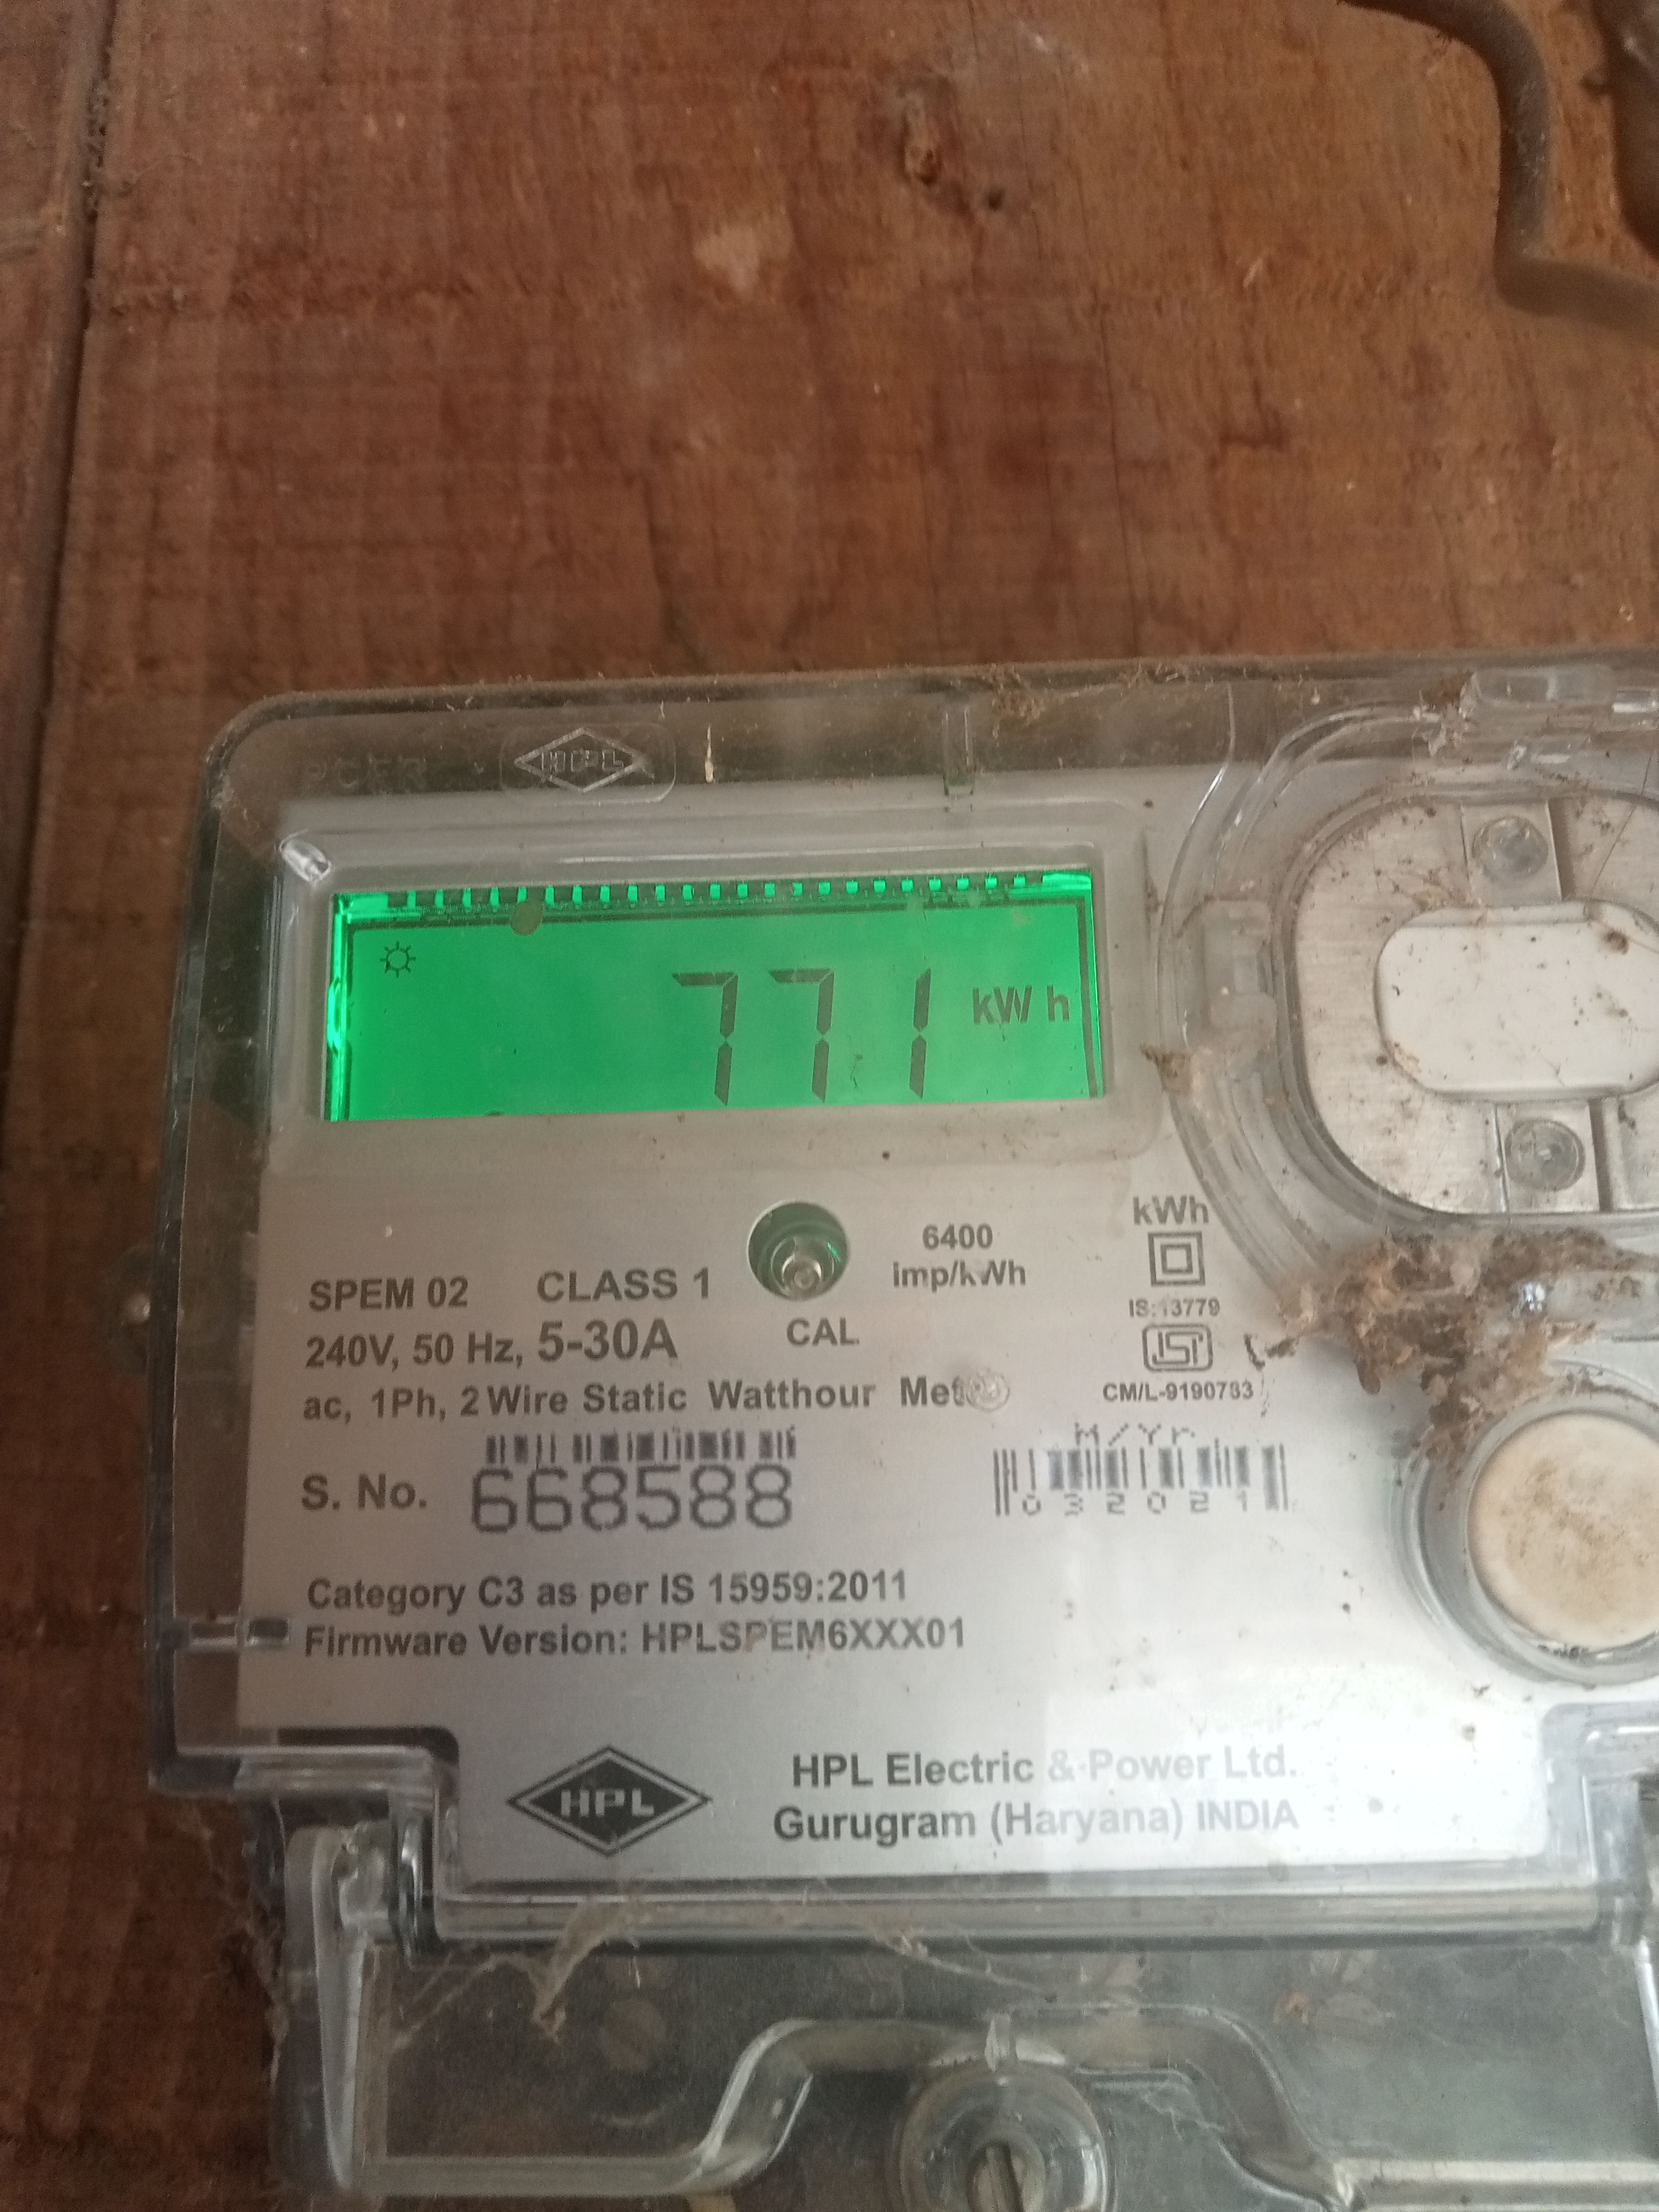 HPL
771 kWh
kWh
6400
imp/kWh
SPEM 02 CLASS 1
IS:13779
240V, 50 Hz, 5-30A
CAL
ISI
ac, 1Ph, 2 Wire Static Watthour
CM/L-9190783
M/Yr
S. No. 668588
032021
Category C3 as per IS 15959:2011
Firmware Version: HPLSPEM6XXX01
HPL
HPL Electric & Power Ltd.
Gurugram (Haryana) INDIA